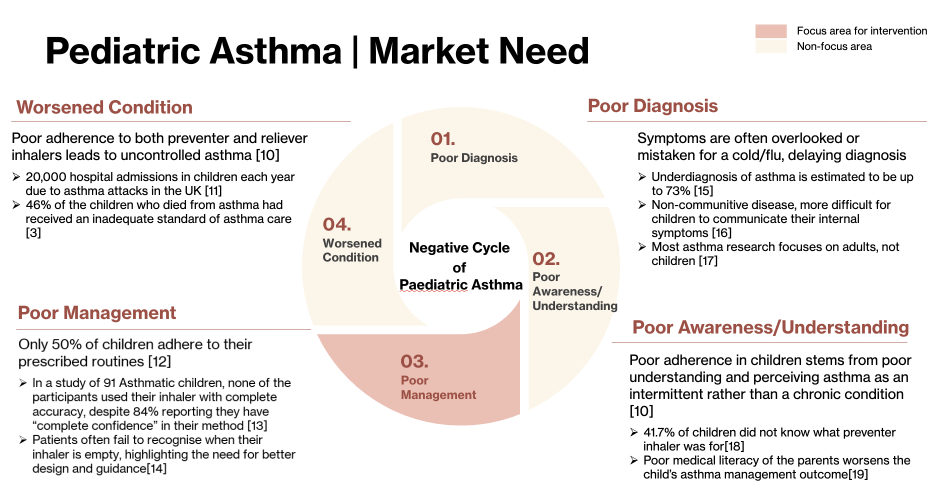 Pediatric Asthma | Market Need
Focus area for intervention
Non-focus area
Worsened Condition
Poor adherence to both preventer and reliever
inhalers leads to uncontrolled asthma [10]
➢ 20,000 hospital admissions in children each year
due to asthma attacks in the UK [11]
➢ 46% of the children who died from asthma had
received an inadequate standard of asthma care
[3]
Poor Diagnosis
Symptoms are often overlooked or
mistaken for a cold/flu, delaying diagnosis
➢ Underdiagnosis of asthma is estimated to be up
to 73% [15]
➢ Non-communitive disease, more difficult for
children to communicate their internal
symptoms [16]
➢ Most asthma research focuses on adults, not
children [17]
01.
Poor Diagnosis
02.
Poor
Awareness/
Understanding
03.
Poor
Management
04.
Worsened
Condition
Negative Cycle
of
Paediatric Asthma
Poor Management
Only 50% of children adhere to their
prescribed routines [12]
➢ In a study of 91 Asthmatic children, none of the
participants used their inhaler with complete
accuracy, despite 84% reporting they have
“complete confidence” in their method [13]
➢ Patients often fail to recognise when their
inhaler is empty, highlighting the need for better
design and guidance[14]
Poor Awareness/Understanding
Poor adherence in children stems from poor
understanding and perceiving asthma as an
intermittent rather than a chronic condition
[10]
➢ 41.7% of children did not know what preventer
inhaler was for[18]
➢ Poor medical literacy of the parents worsens the
child’s asthma management outcome[19]